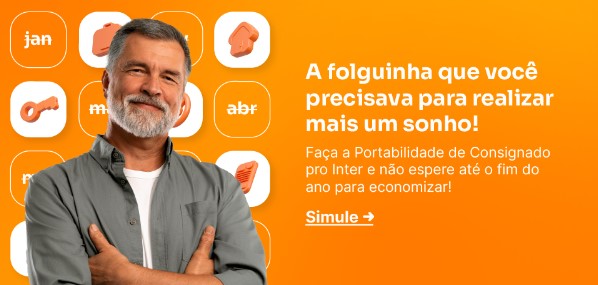 jan
abr
A folguinha que você
precisava para realizar
mais um sonho!
Faça a Portabilidade de Consignado
pro Inter e não espere até o fim do
ano para economizar!
Simule →